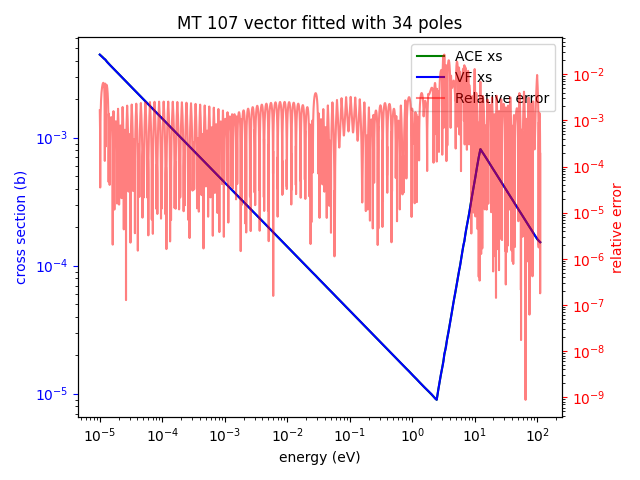 MT 107 vector fitted with 34 poles
ACE xs
VF xs
Relative error
cross section (b)
10⁻³
10⁻⁴
10⁻⁵
relative error
10⁻²
10⁻³
10⁻⁴
10⁻⁵
10⁻⁶
10⁻⁷
10⁻⁸
10⁻⁹
10⁻⁵ 10⁻⁴ 10⁻³ 10⁻² 10⁻¹ 10⁰ 10¹ 10²
energy (eV)